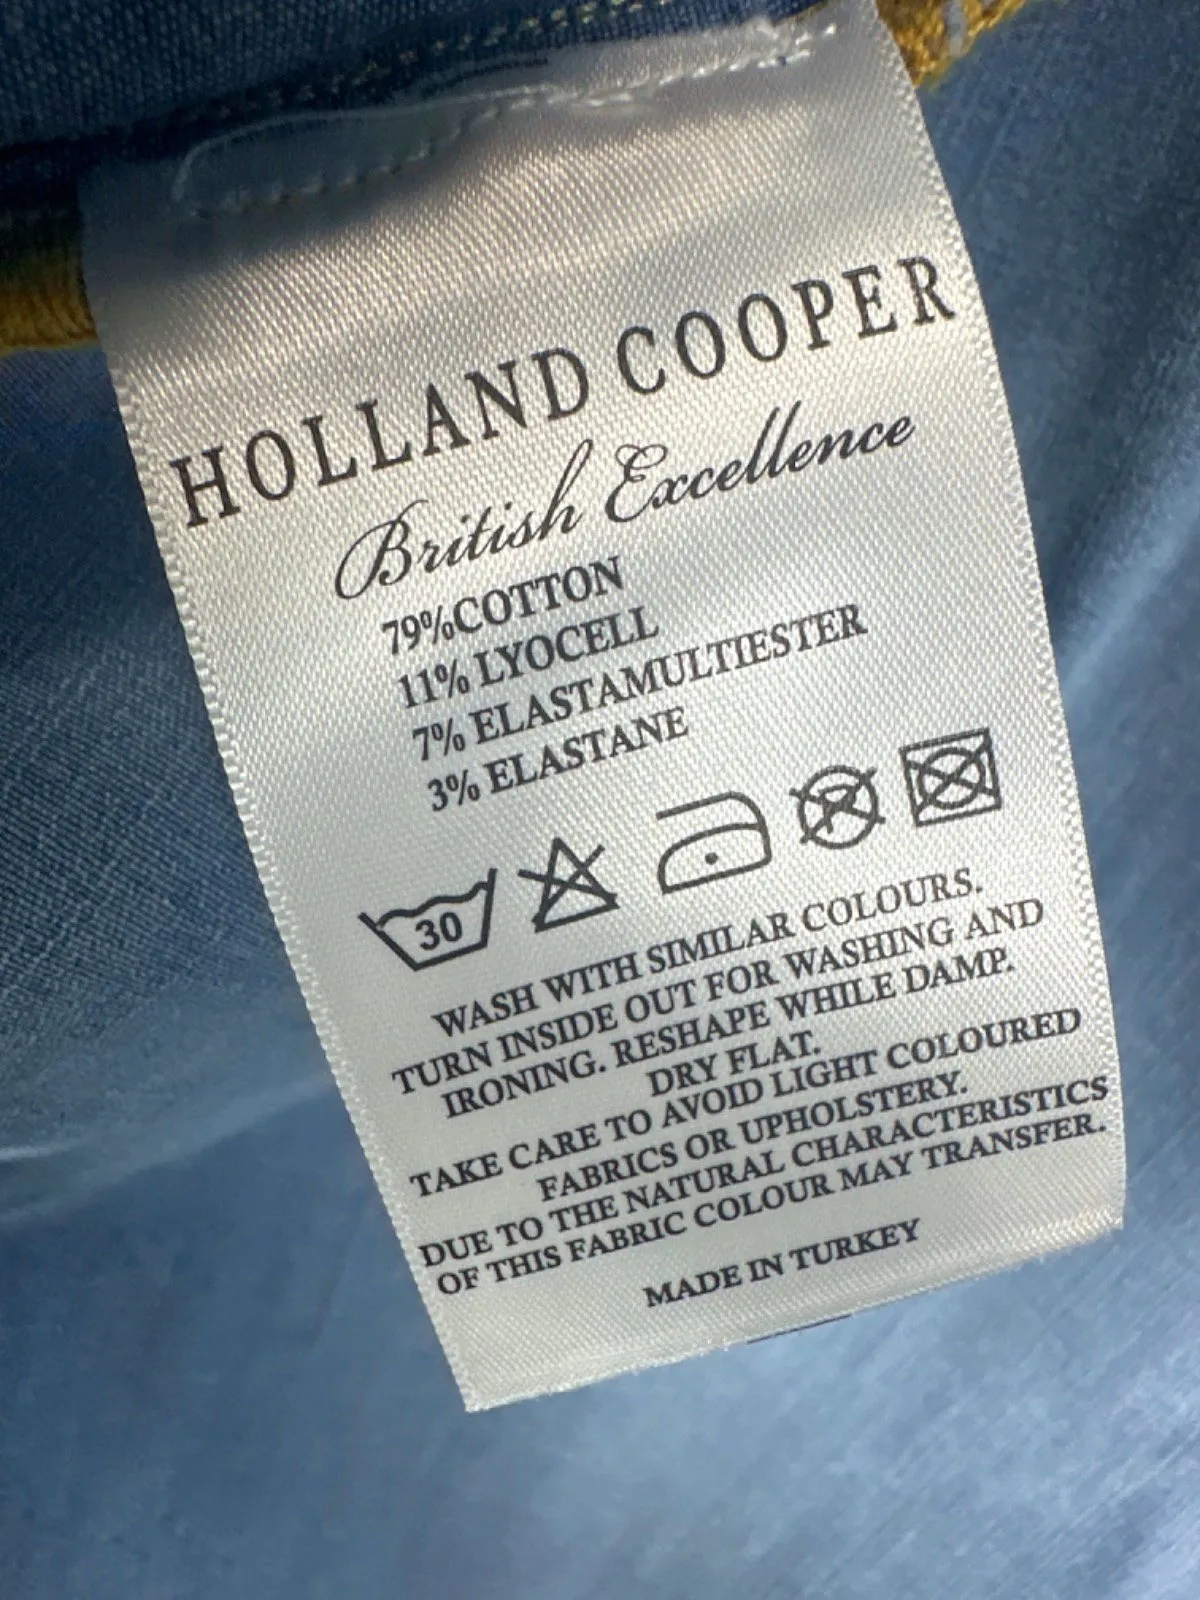 HOLLAND COOPER
British Excellence
79%COTTON
11% LYOCELL
7% ELASTAMULTIESTER
3% ELASTANE
30 P
WASH WITH SIMILAR COLOURS.
TURN INSIDE OUT FOR WASHING AND
IRONING. RESHAPE WHILE DAMP.
DRY FLAT.
TAKE CARE TO AVOID LIGHT COLOURED
FABRICS OR UPHOLSTERY.
DUE TO THE NATURAL CHARACTERISTICS
OF THIS FABRIC COLOUR MAY TRANSFER.
MADE IN TURKEY